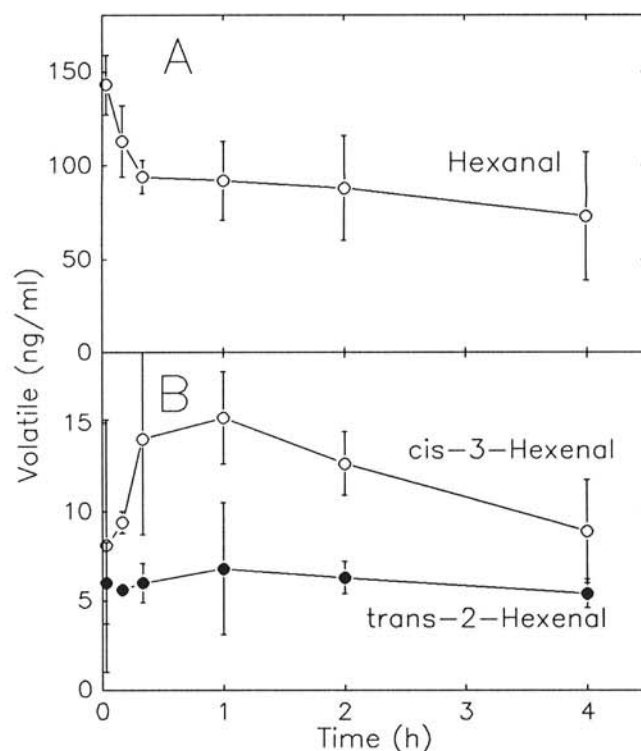 A
150
100
50
0
Hexanal
Volatile (ng/ml)
B
15
10
5
0
cis-3-Hexenal
trans-2-Hexenal
0 1 2 3 4
Time (h)